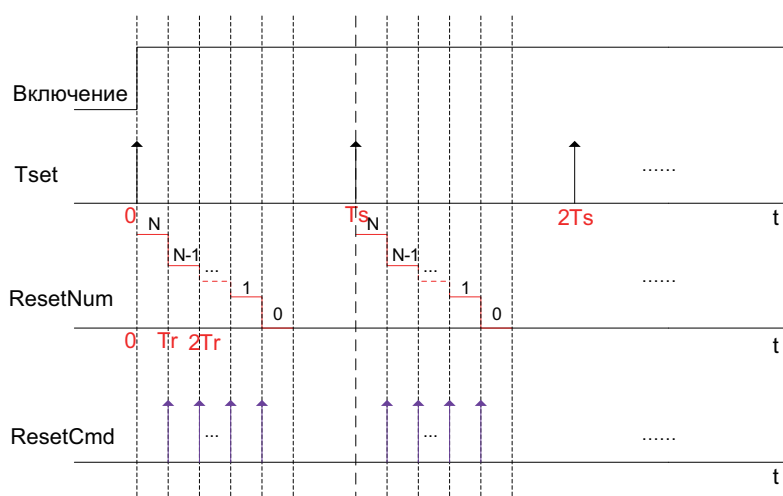 Включение
Tset
......
0
Ts
2Ts
t
N
N
N-1
...
N-1
...
1
1
ResetNum
......
0
0
0
Tr
2Tr
t
ResetCmd
...
...
......
t